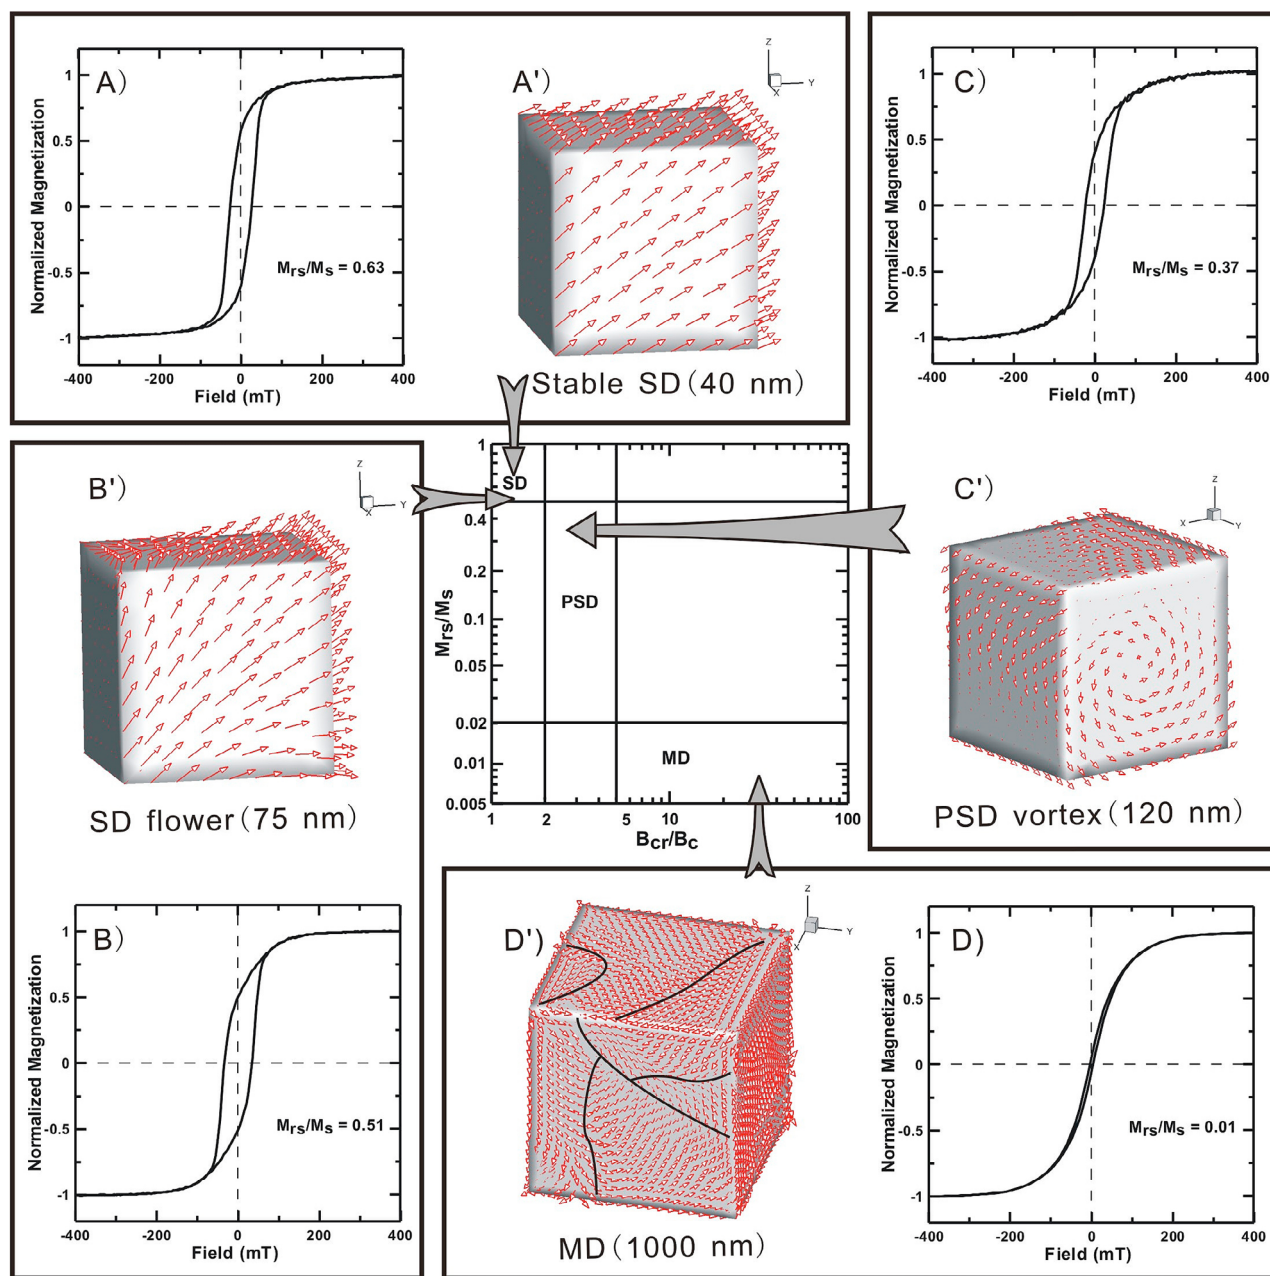 A)
Normalized Magnetization
1
0.5
0
-0.5
-1
Mrs/Ms = 0.63
-400
-200
0
200
400
Field (mT)
A')
Z
Y
X
Stable SD (40 nm)
C)
Normalized Magnetization
1
0.5
0
-0.5
-1
Mrs/Ms = 0.37
-400
-200
0
200
400
Field (mT)
B')
Z
Y
X
SD flower (75 nm)
Mrs/Ms
1
0.4
0.2
0.1
0.05
0.02
0.01
0.005
SD
PSD
MD
1
2
5
10
100
Bcr/Bc
C')
Z
X
Y
PSD vortex (120 nm)
B)
Normalized Magnetization
1
0.5
0
-0.5
-1
Mrs/Ms = 0.51
-400
-200
0
200
400
Field (mT)
D')
Z
Y
X
MD (1000 nm)
D)
Normalized Magnetization
1
0.5
0
-0.5
-1
Mrs/Ms = 0.01
-400
-200
0
200
400
Field (mT)